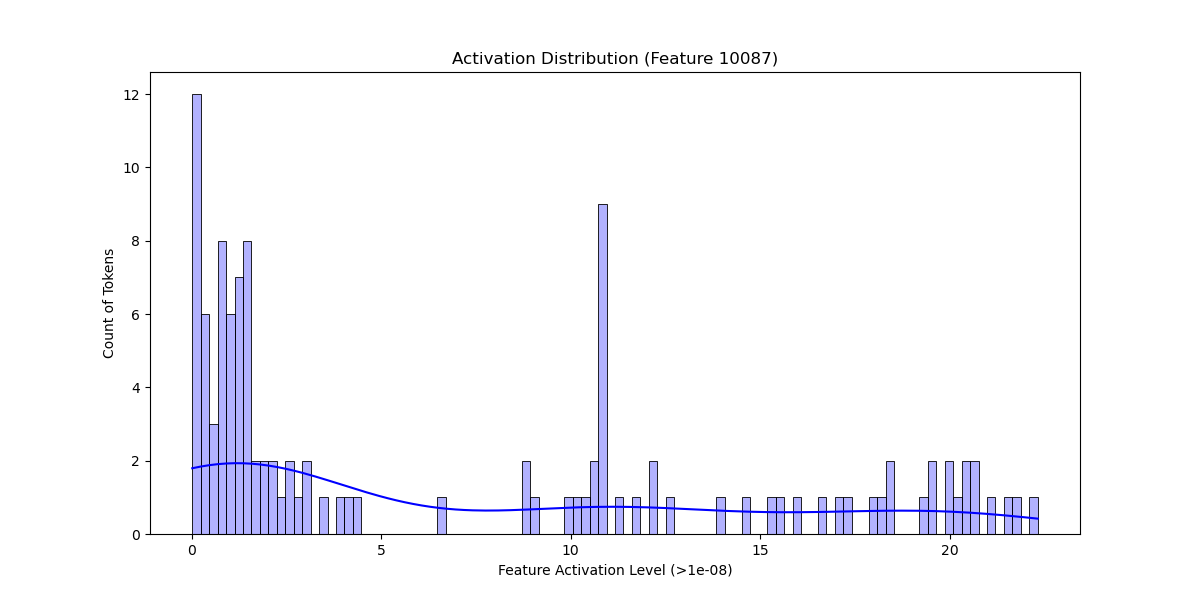 Activation Distribution (Feature 10087)
12
10
8
6
4
2
0
Count of Tokens
0 5 10 15 20
Feature Activation Level (>1e-08)